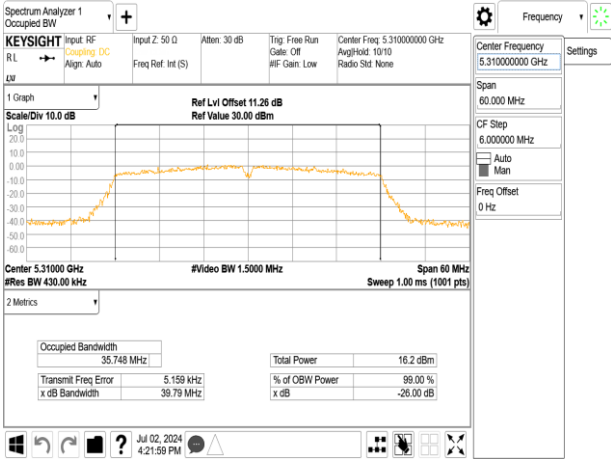 Spectrum Analyzer 1
Occupied BW
Frequency
KEYSIGHT
RL
LXI
Input: RF
Coupling: DC
Align: Auto
Input Z: 50 Ω
Freq Ref: Int (S)
Atten: 30 dB
Trig: Free Run
Gate: Off
#IF Gain: Low
Center Freq: 5.310000000 GHz
Avg|Hold: 10/10
Radio Std: None
Center Frequency
5.310000000 GHz
Settings
Span
60.000 MHz
CF Step
6.000000 MHz
Auto
Man
Freq Offset
0 Hz
1 Graph
Scale/Div 10.0 dB
Ref Lvl Offset 11.26 dB
Ref Value 30.00 dBm
Log
20.0
10.0
0.00
-10.0
-20.0
-30.0
-40.0
-50.0
-60.0
Center 5.31000 GHz
#Video BW 1.5000 MHz
Span 60 MHz
#Res BW 430.00 kHz
Sweep 1.00 ms (1001 pts)
2 Metrics
Occupied Bandwidth
35.748 MHz
Total Power 16.2 dBm
Transmit Freq Error 5.159 kHz
% of OBW Power 99.00 %
x dB Bandwidth 39.79 MHz
x dB -26.00 dB
Jul 02, 2024
4:21:59 PM